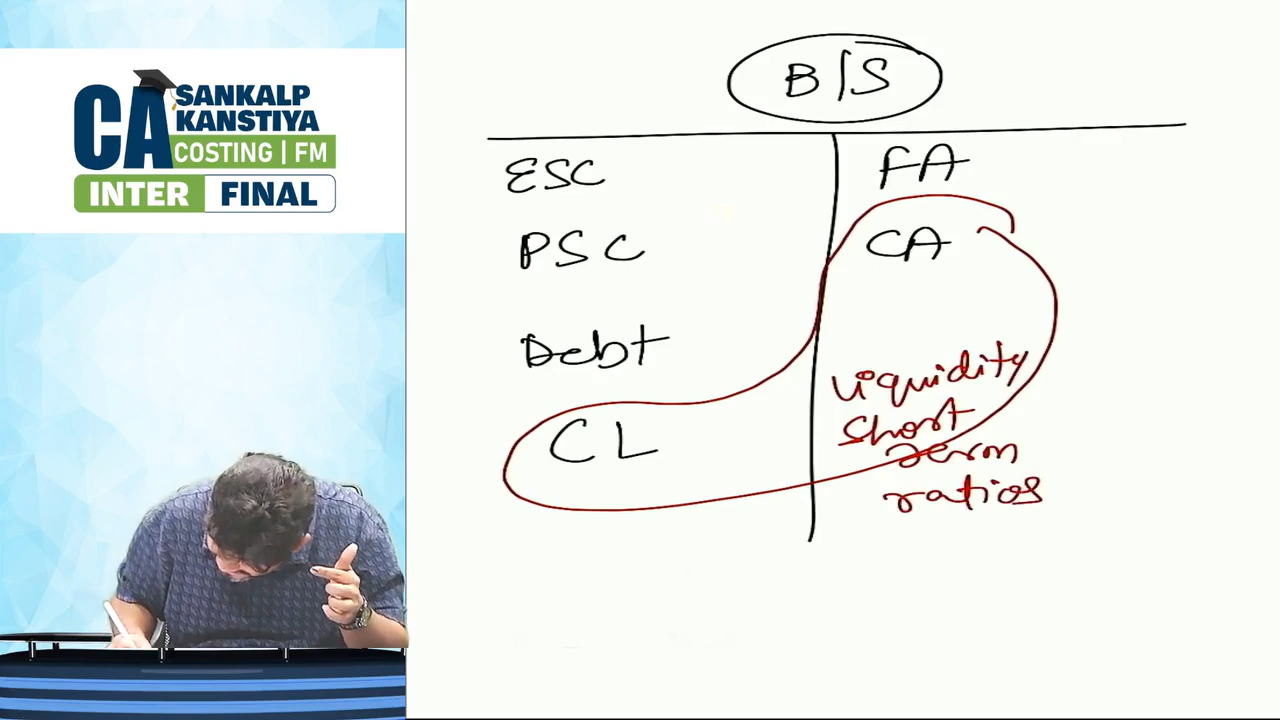 CA SANKALP
KANSTIYA
COSTING | FM
INTER FINAL
B/S
ESC FA
PSC CA
Debt
CL
Liquidity
Short
term
ratios